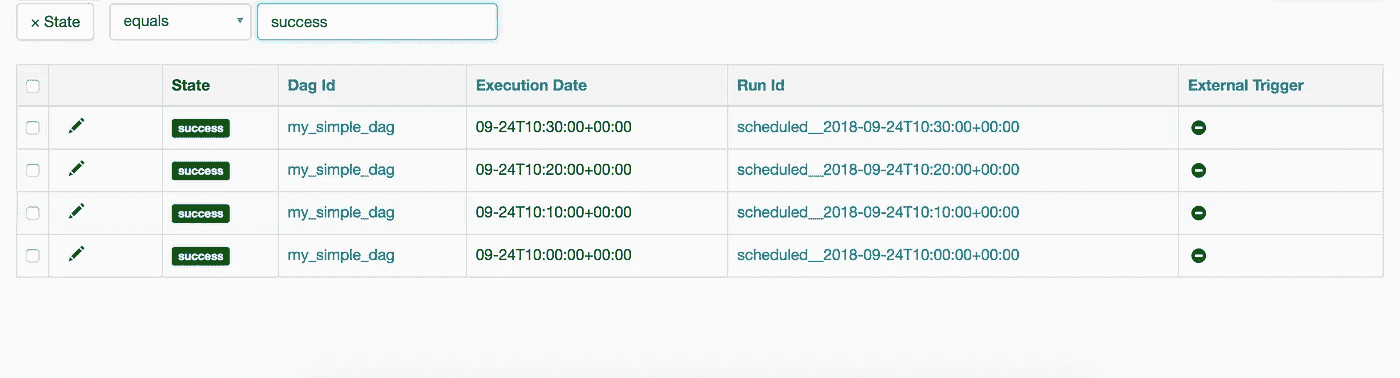 × State equals success
State Dag Id Execution Date Run Id External Trigger
success my_simple_dag 09-24T10:30:00+00:00 scheduled__2018-09-24T10:30:00+00:00
success my_simple_dag 09-24T10:20:00+00:00 scheduled__2018-09-24T10:20:00+00:00
success my_simple_dag 09-24T10:10:00+00:00 scheduled__2018-09-24T10:10:00+00:00
success my_simple_dag 09-24T10:00:00+00:00 scheduled__2018-09-24T10:00:00+00:00